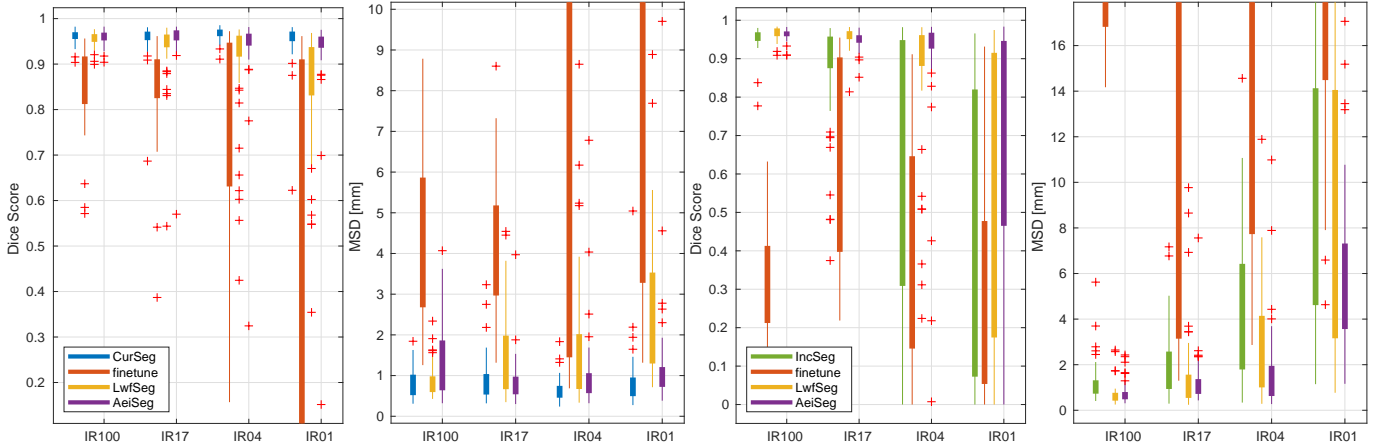 Dice Score
1
0.9
0.8
0.7
0.6
0.5
0.4
0.3
0.2
CurSeg
finetune
LwfSeg
AeiSeg
IR100 IR17 IR04 IR01
MSD [mm]
10
9
8
7
6
5
4
3
2
1
0
IR100 IR17 IR04 IR01
Dice Score
1
0.9
0.8
0.7
0.6
0.5
0.4
0.3
0.2
0.1
0
IncSeg
finetune
LwfSeg
AeiSeg
IR100 IR17 IR04 IR01
MSD [mm]
16
14
12
10
8
6
4
2
0
IR100 IR17 IR04 IR01